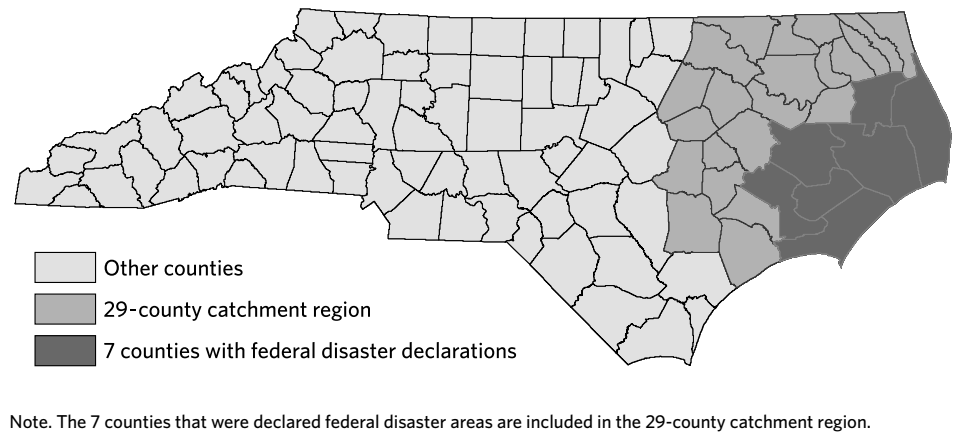 Other counties
29-county catchment region
7 counties with federal disaster declarations
Note. The 7 counties that were declared federal disaster areas are included in the 29-county catchment region.